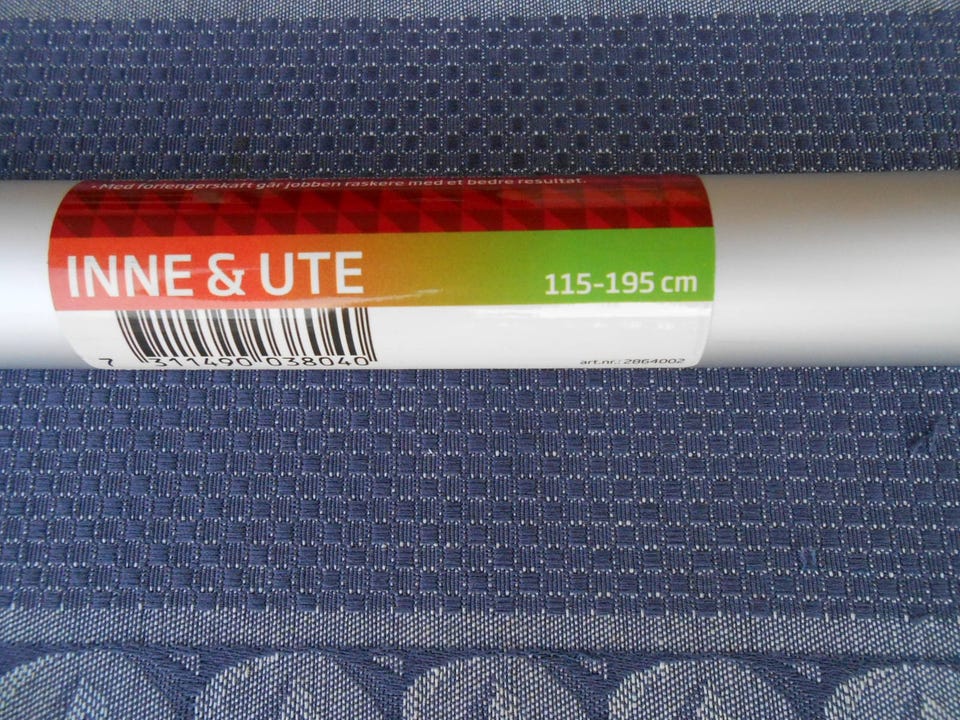 • Med forlengerskaft går jobben raskere med et bedre resultat.
INNE & UTE
115-195 cm
7 311490 038040
art.nr.: 2864002